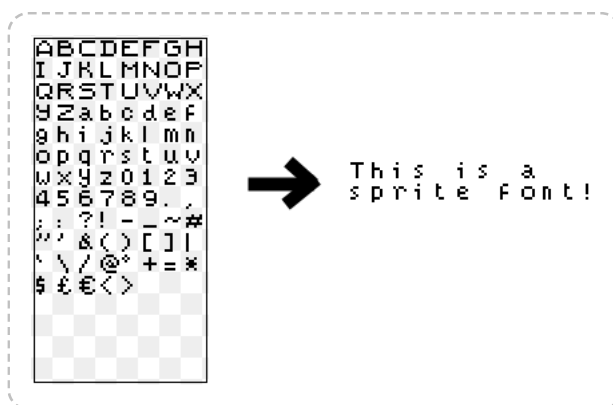 ABCDEFGH
IJKLMNOP
QRSTUVWX
YZabcdef
ghijklmn
opqrstuv
wxyz0123
456789.,
;:?!-_~#
"'&()[]|
`\/@°+=*
$£€<>
This is a
sprite font!